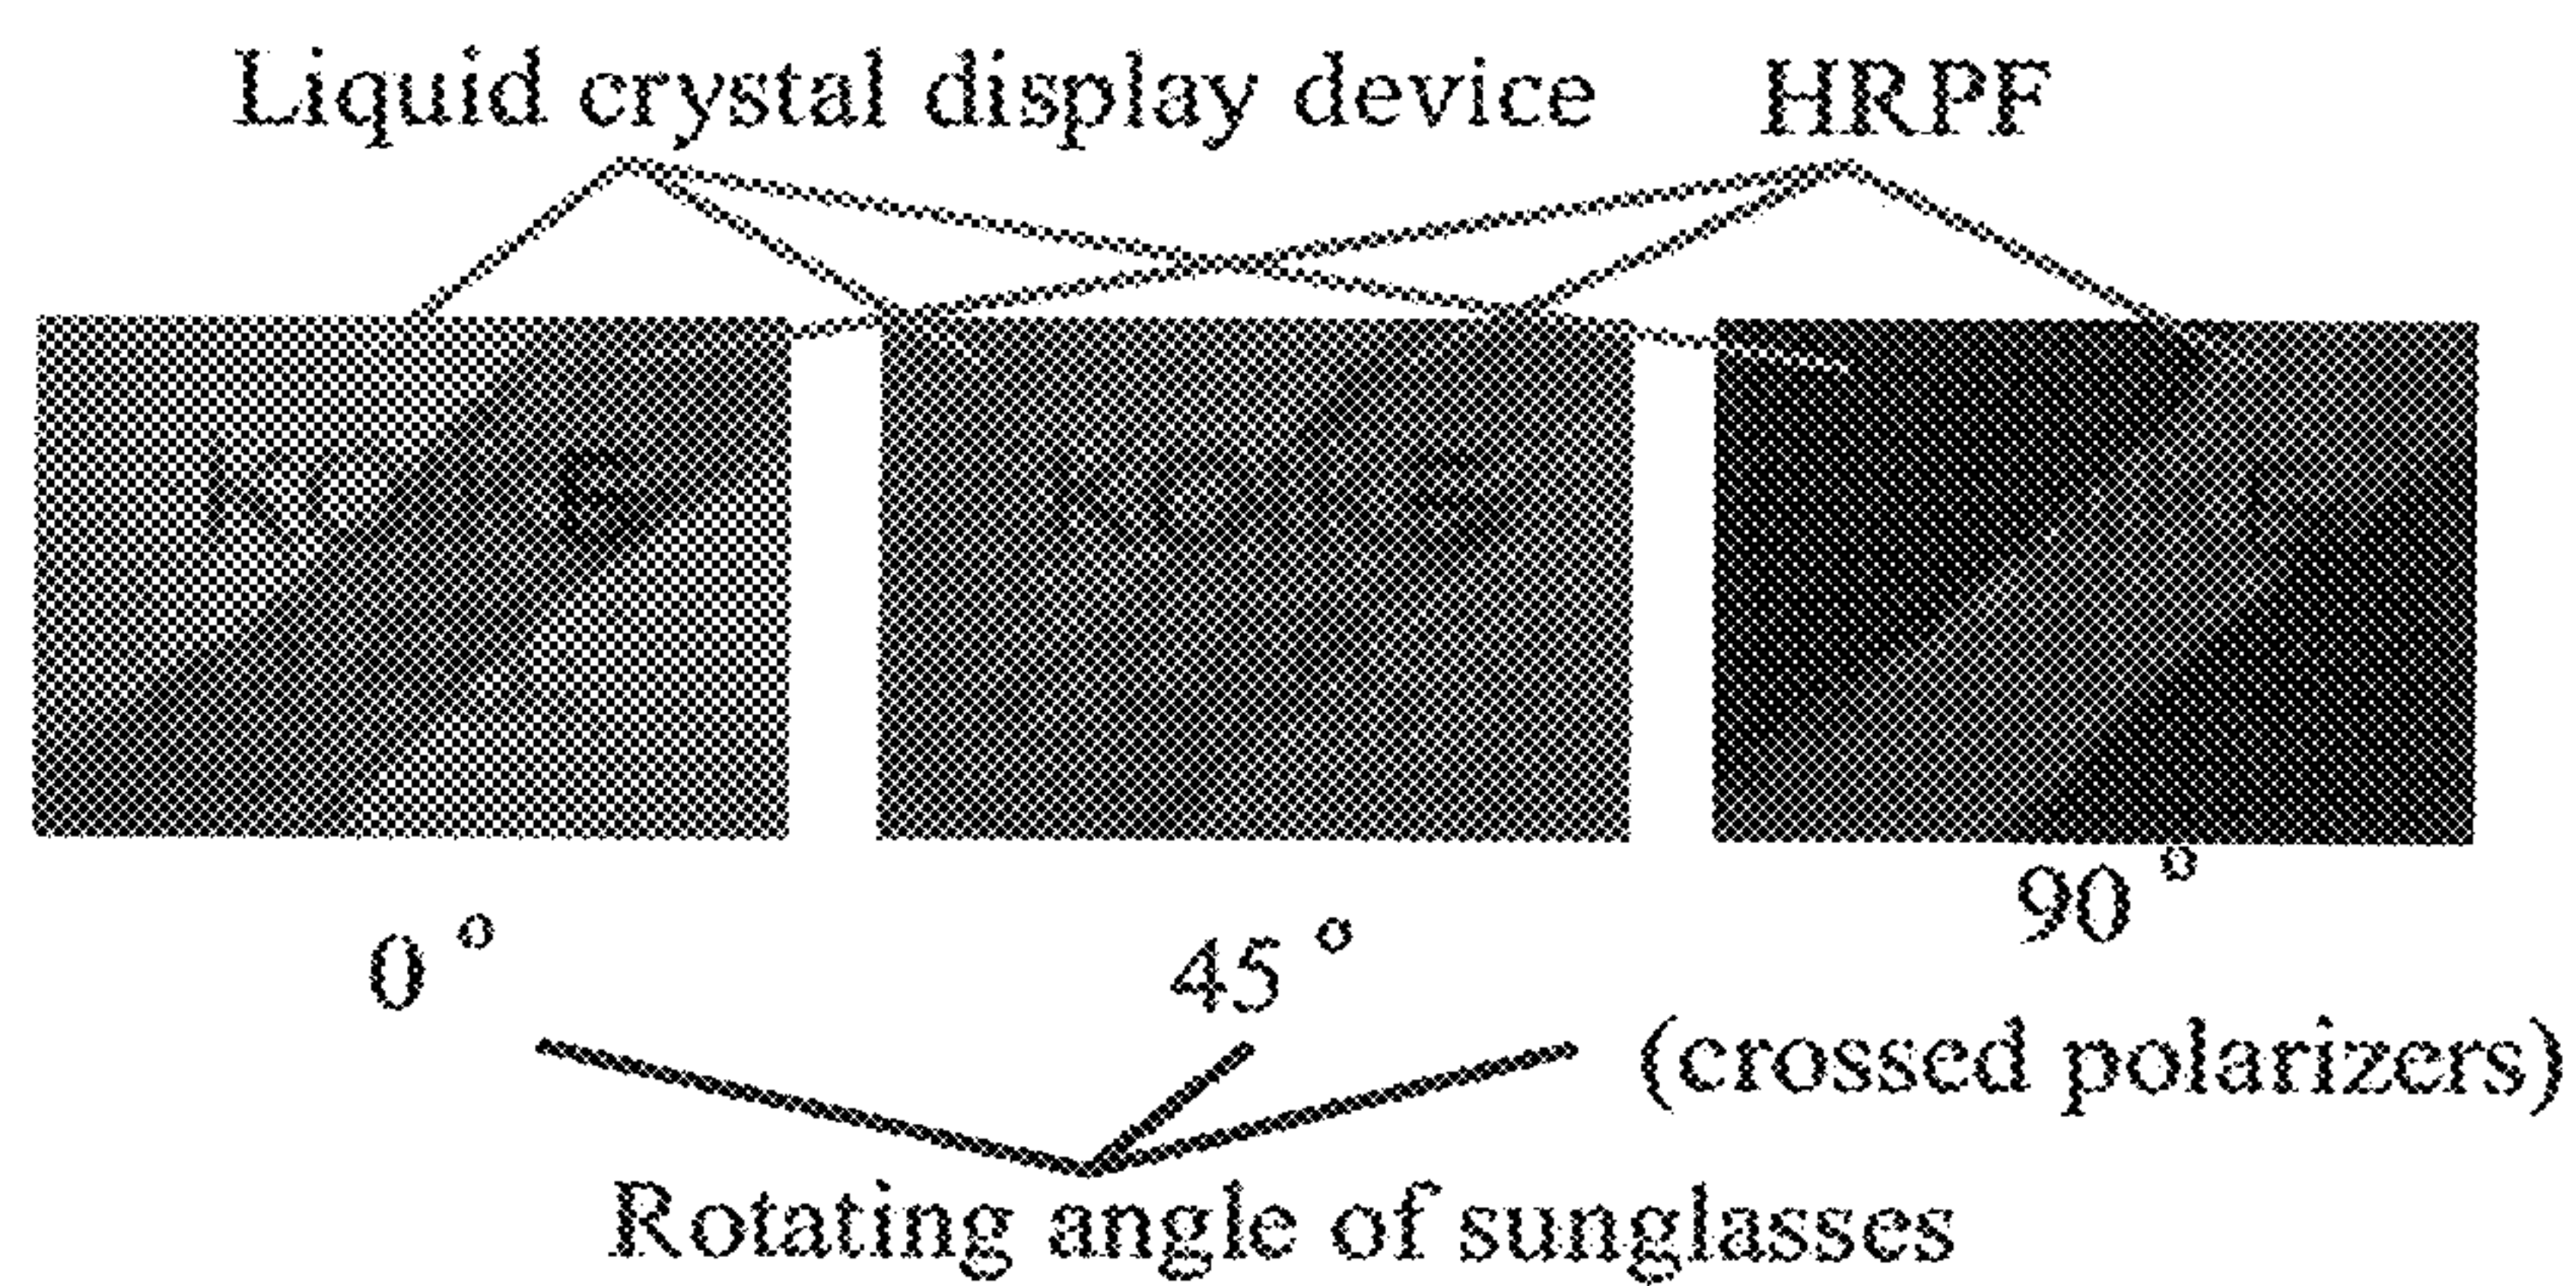 Liquid crystal display device HRPF
0° 45° 90°
(crossed polarizers)
Rotating angle of sunglasses